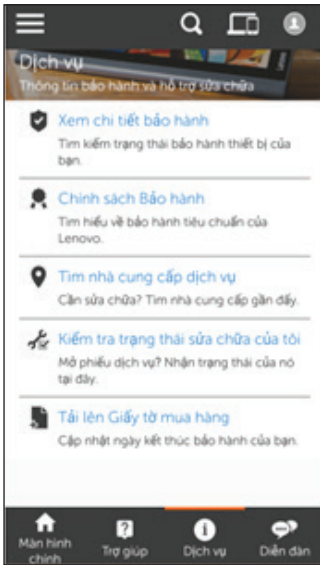 Dịch vụ
Thông tin bảo hành và hỗ trợ sửa chữa
Xem chi tiết bảo hành
Tìm kiếm trạng thái bảo hành thiết bị của
bạn.
Chính sách Bảo hành
Tìm hiểu về bảo hành tiêu chuẩn của
Lenovo.
Tìm nhà cung cấp dịch vụ
Cần sửa chữa? Tìm nhà cung cấp gần đấy.
Kiểm tra trạng thái sửa chữa của tôi
Mở phiếu dịch vụ? Nhận trạng thái của nó
tại đây.
Tải lên Giấy tờ mua hàng
Cập nhật ngày kết thúc bảo hành của bạn.
Màn hình
chính
Trợ giúp
Dịch vụ
Diễn đàn